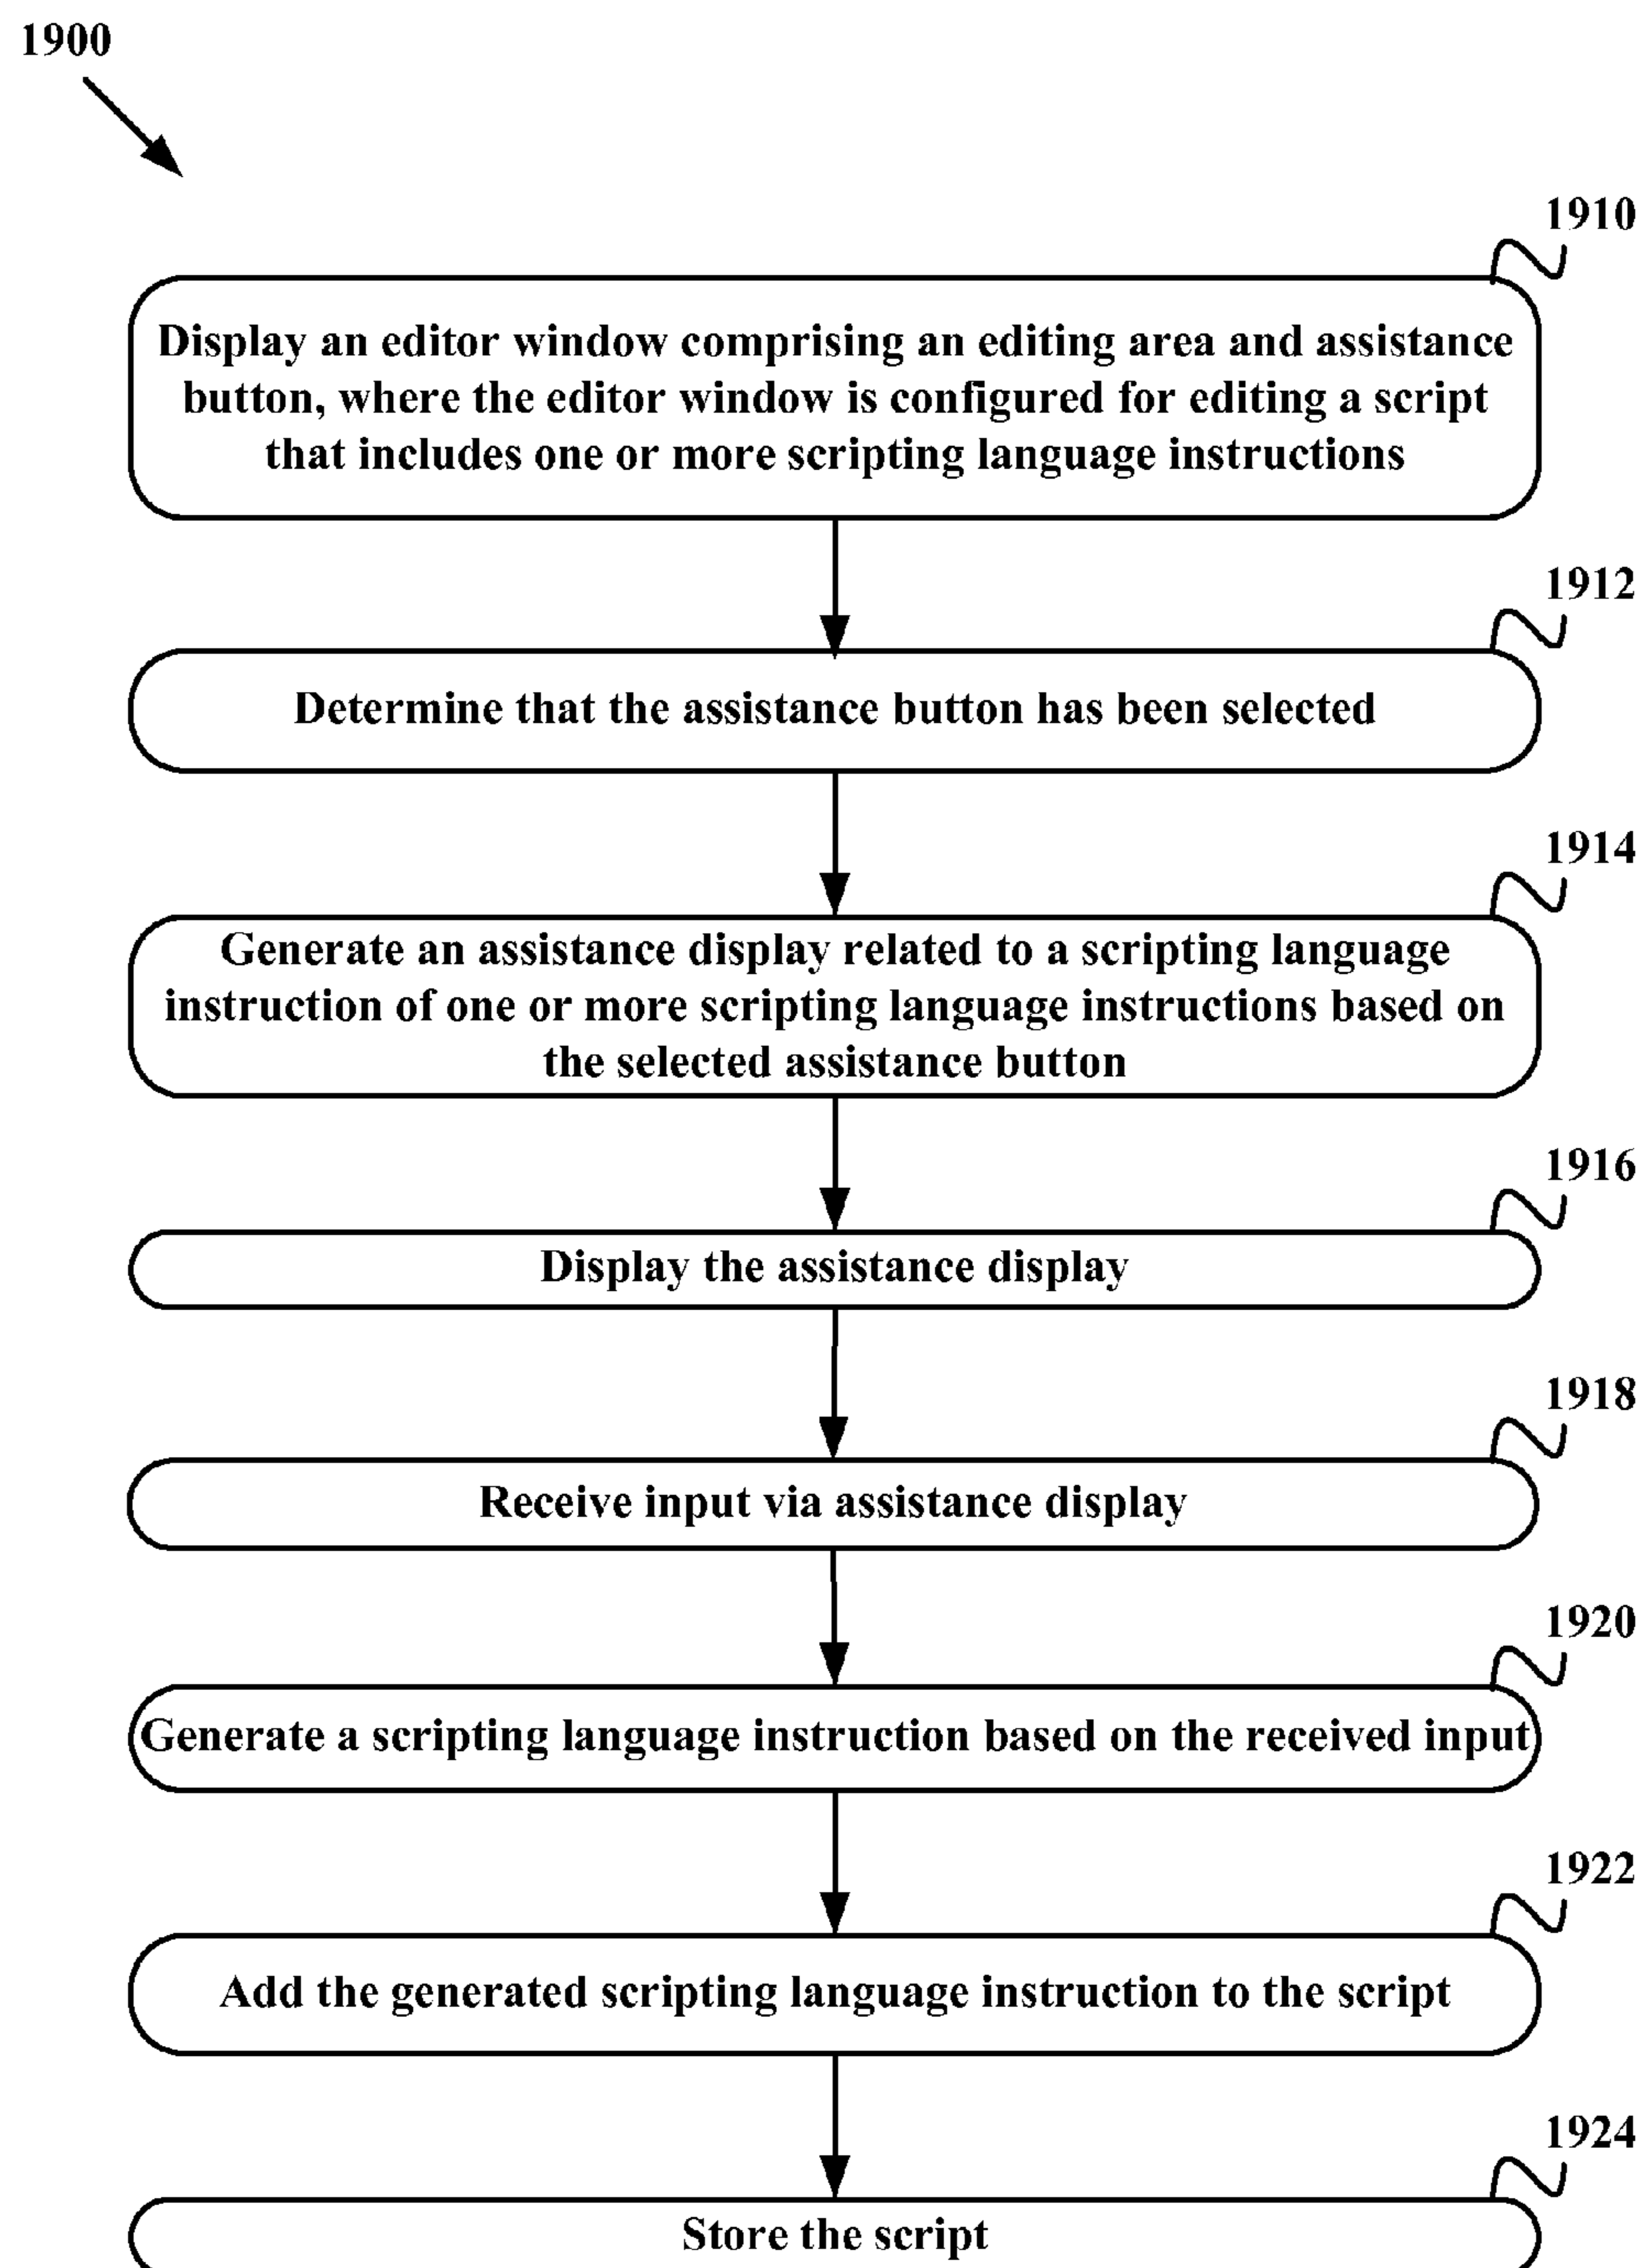 1900
1910
Display an editor window comprising an editing area and assistance
button, where the editor window is configured for editing a script
that includes one or more scripting language instructions
1912
Determine that the assistance button has been selected
1914
Generate an assistance display related to a scripting language
instruction of one or more scripting language instructions based on
the selected assistance button
1916
Display the assistance display
1918
Receive input via assistance display
1920
Generate a scripting language instruction based on the received input
1922
Add the generated scripting language instruction to the script
1924
Store the script